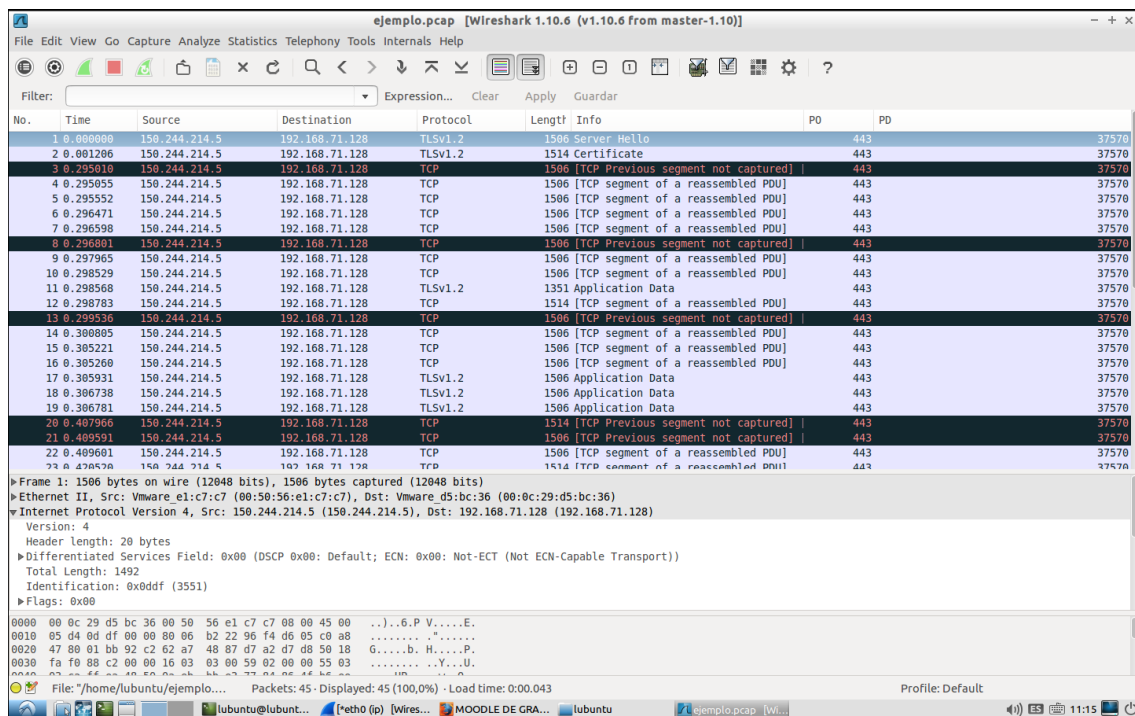 ejemplo.pcap [Wireshark 1.10.6 (v1.10.6 from master-1.10)]
File Edit View Go Capture Analyze Statistics Telephony Tools Internals Help
Filter: Expression... Clear Apply Guardar
No. Time Source Destination Protocol Length Info PO PD
1 0.000000 150.244.214.5 192.168.71.128 TLSv1.2 1506 Server Hello 443 37570
2 0.001206 150.244.214.5 192.168.71.128 TLSv1.2 1514 Certificate 443 37570
3 0.295010 150.244.214.5 192.168.71.128 TCP 1506 [TCP Previous segment not captured] | 443 37570
4 0.295055 150.244.214.5 192.168.71.128 TCP 1506 [TCP segment of a reassembled PDU] 443 37570
5 0.295552 150.244.214.5 192.168.71.128 TCP 1506 [TCP segment of a reassembled PDU] 443 37570
6 0.296471 150.244.214.5 192.168.71.128 TCP 1506 [TCP segment of a reassembled PDU] 443 37570
7 0.296598 150.244.214.5 192.168.71.128 TCP 1506 [TCP segment of a reassembled PDU] 443 37570
8 0.296801 150.244.214.5 192.168.71.128 TCP 1506 [TCP Previous segment not captured] | 443 37570
9 0.297965 150.244.214.5 192.168.71.128 TCP 1506 [TCP segment of a reassembled PDU] 443 37570
10 0.298529 150.244.214.5 192.168.71.128 TCP 1506 [TCP segment of a reassembled PDU] 443 37570
11 0.298568 150.244.214.5 192.168.71.128 TLSv1.2 1351 Application Data 443 37570
12 0.298783 150.244.214.5 192.168.71.128 TCP 1514 [TCP segment of a reassembled PDU] 443 37570
13 0.299536 150.244.214.5 192.168.71.128 TCP 1506 [TCP Previous segment not captured] | 443 37570
14 0.300805 150.244.214.5 192.168.71.128 TCP 1506 [TCP segment of a reassembled PDU] 443 37570
15 0.305221 150.244.214.5 192.168.71.128 TCP 1506 [TCP segment of a reassembled PDU] 443 37570
16 0.305260 150.244.214.5 192.168.71.128 TCP 1506 [TCP segment of a reassembled PDU] 443 37570
17 0.305931 150.244.214.5 192.168.71.128 TLSv1.2 1506 Application Data 443 37570
18 0.306738 150.244.214.5 192.168.71.128 TLSv1.2 1506 Application Data 443 37570
19 0.306781 150.244.214.5 192.168.71.128 TLSv1.2 1506 Application Data 443 37570
20 0.407966 150.244.214.5 192.168.71.128 TCP 1514 [TCP Previous segment not captured] | 443 37570
21 0.409591 150.244.214.5 192.168.71.128 TCP 1506 [TCP Previous segment not captured] | 443 37570
22 0.409601 150.244.214.5 192.168.71.128 TCP 1506 [TCP segment of a reassembled PDU] 443 37570
23 0.420520 150.244.214.5 192.168.71.128 TCP 1514 [TCP segment of a reassembled PDU] 443 37570
Frame 1: 1506 bytes on wire (12048 bits), 1506 bytes captured (12048 bits)
Ethernet II, Src: Vmware_e1:c7:c7 (00:50:56:e1:c7:c7), Dst: Vmware_d5:bc:36 (00:0c:29:d5:bc:36)
Internet Protocol Version 4, Src: 150.244.214.5 (150.244.214.5), Dst: 192.168.71.128 (192.168.71.128)
Version: 4
Header length: 20 bytes
Differentiated Services Field: 0x00 (DSCP 0x00: Default; ECN: 0x00: Not-ECT (Not ECN-Capable Transport))
Total Length: 1492
Identification: 0x0ddf (3551)
Flags: 0x00
0000 00 0c 29 d5 bc 36 00 50 56 e1 c7 c7 08 00 45 00 ..)..6.P V.....E.
0010 05 d4 0d df 00 00 80 06 b2 22 96 f4 d6 05 c0 a8 ........ ."......
0020 47 80 01 bb 92 c2 62 a7 48 87 d7 a2 d7 d8 50 18 G.....b. H.....P.
0030 fa f0 88 c2 00 00 16 03 03 00 59 02 00 00 55 03 ........ ..Y...U.
File: "/home/lubuntu/ejemplo.... Packets: 45 · Displayed: 45 (100,0%) · Load time: 0:00.043 Profile: Default
lubuntu@lubunt... [*eth0 (ip) [Wires... MOODLE DE GRA... lubuntu ejemplo.pcap [Wi... ES 11:15